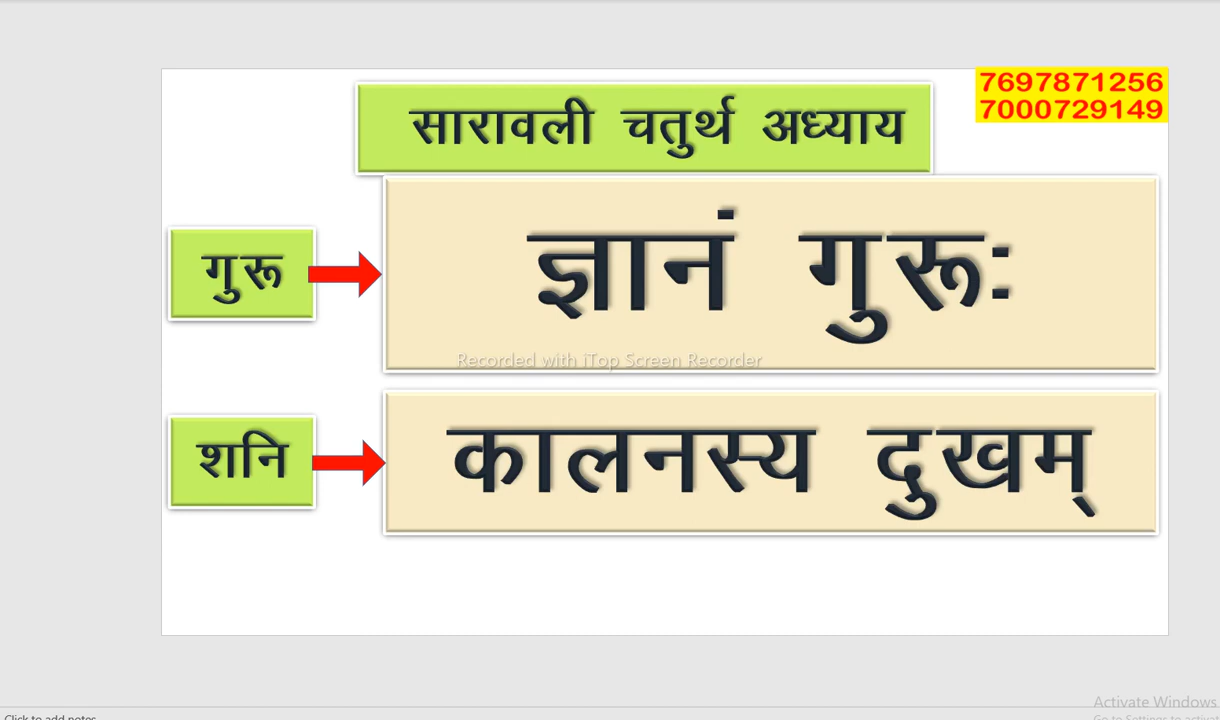 7697871256
7000729149
सारावली चतुर्थ अध्याय
गुरू
ज्ञानं गुरू:
Recorded with iTop Screen Recorder
शनि
कालनस्य दुखम्
Activate Windows